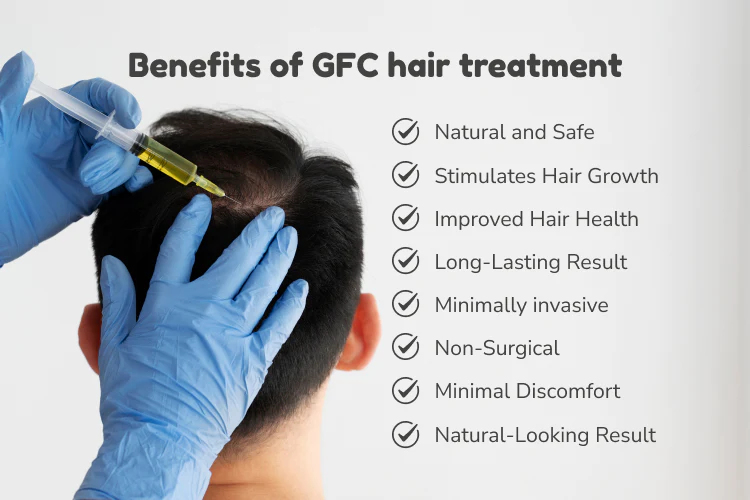 Benefits of GFC hair treatment
Natural and Safe
Stimulates Hair Growth
Improved Hair Health
Long-Lasting Result
Minimally invasive
Non-Surgical
Minimal Discomfort
Natural-Looking Result